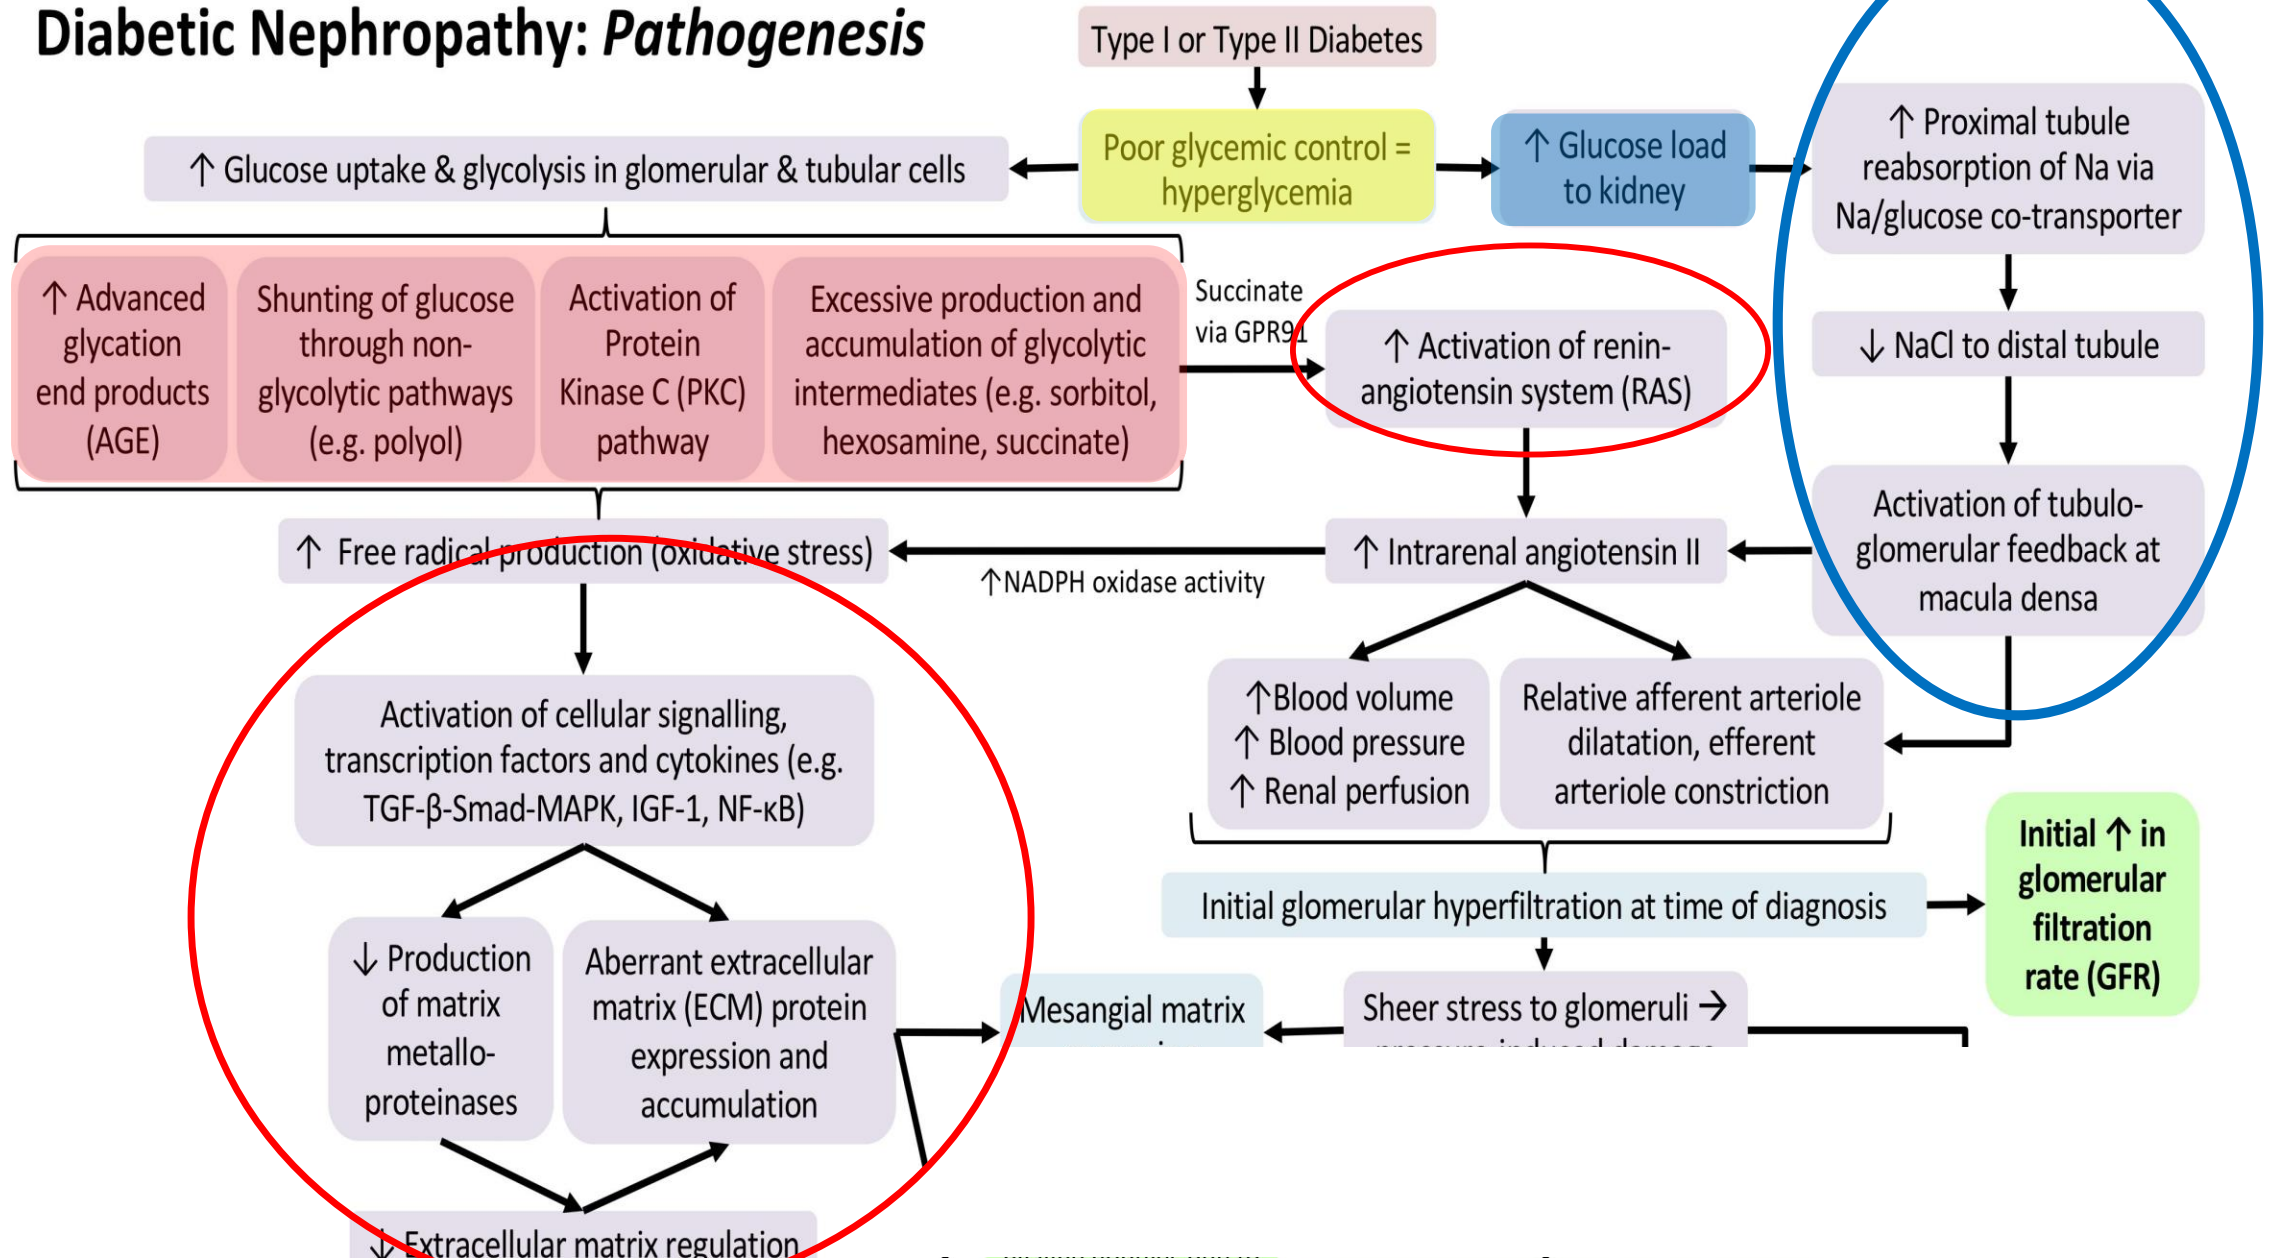 Diabetic Nephropathy: Pathogenesis
Type I or Type II Diabetes
Poor glycemic control =
hyperglycemia
↑ Glucose load
to kidney
↑ Proximal tubule
reabsorption of Na via
Na/glucose co-transporter
↑ Glucose uptake & glycolysis in glomerular & tubular cells
↑ Advanced
glycation
end products
(AGE)
Shunting of glucose
through non-
glycolytic pathways
(e.g. polyol)
Activation of
Protein
Kinase C (PKC)
pathway
Excessive production and
accumulation of glycolytic
intermediates (e.g. sorbitol,
hexosamine, succinate)
Succinate
via GPR91
↑ Activation of renin-
angiotensin system (RAS)
↓ NaCl to distal tubule
Activation of tubulo-
glomerular feedback at
macula densa
↑ Free radical production (oxidative stress)
↑NADPH oxidase activity
↑ Intrarenal angiotensin II
↑Blood volume
↑ Blood pressure
↑ Renal perfusion
Relative afferent arteriole
dilatation, efferent
arteriole constriction
Activation of cellular signalling,
transcription factors and cytokines (e.g.
TGF-β-Smad-MAPK, IGF-1, NF-κB)
Initial glomerular hyperfiltration at time of diagnosis
Initial ↑ in
glomerular
filtration
rate (GFR)
↓ Production
of matrix
metallo-
proteinases
Aberrant extracellular
matrix (ECM) protein
expression and
accumulation
Mesangial matrix
Sheer stress to glomeruli →
pressure-induced damage
↓ Extracellular matrix regulation